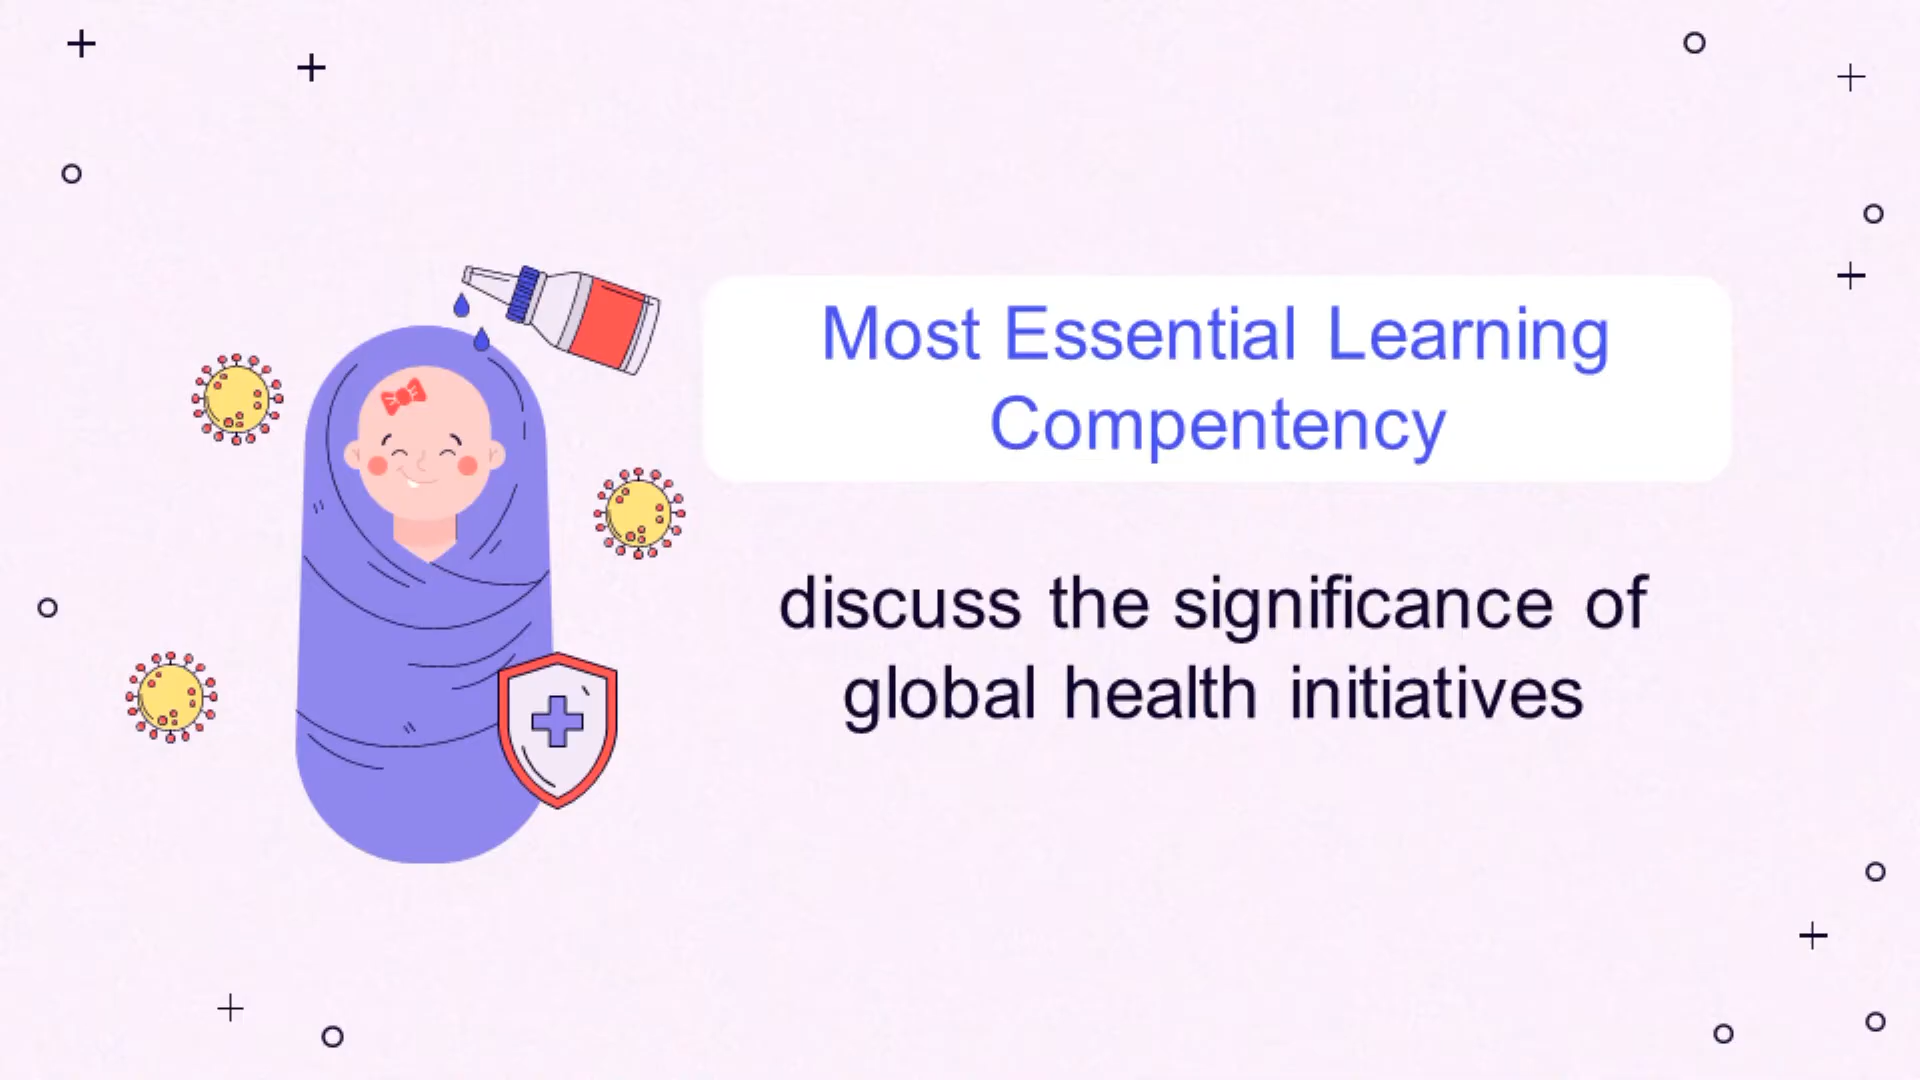 Most Essential Learning
Compentency
discuss the significance of
global health initiatives